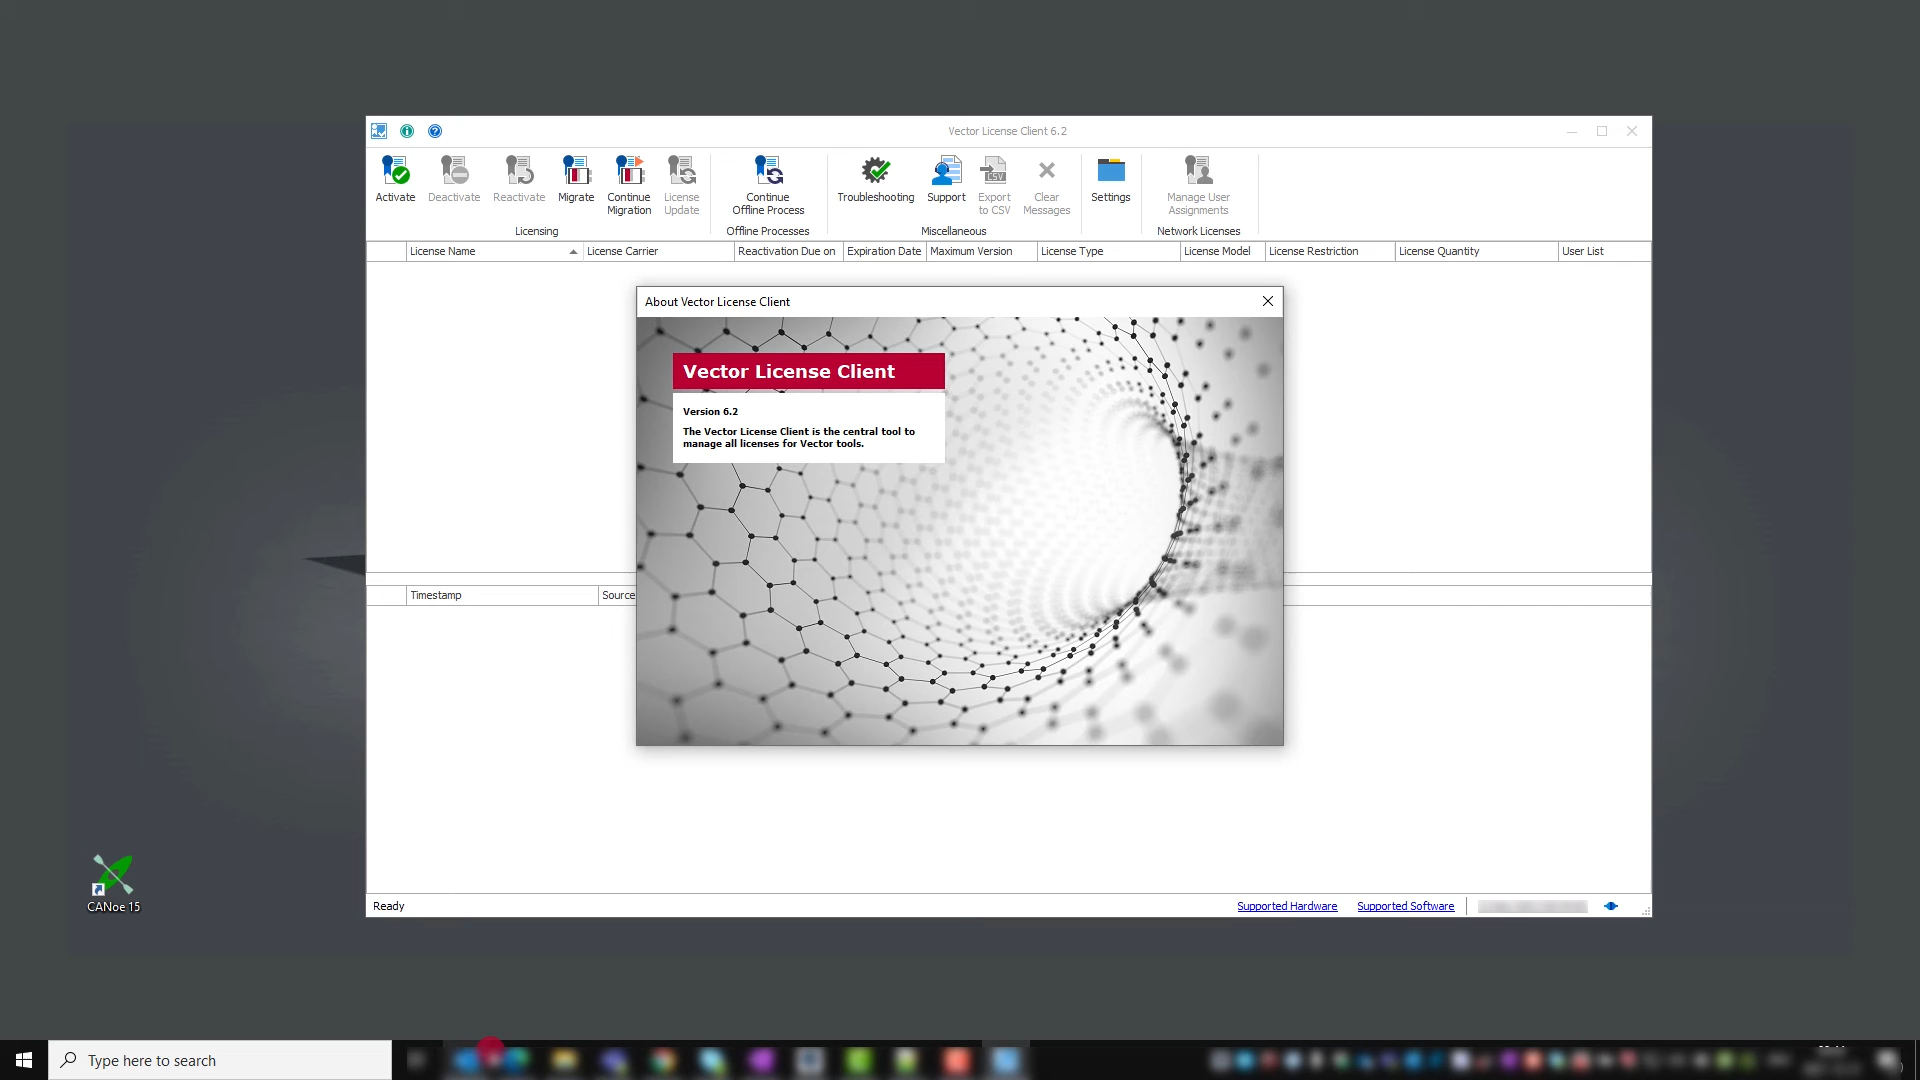 Vector License Client 6.2
Activate
Deactivate
Reactivate
Migrate
Continue
Migration
License
Update
Continue
Offline Process
Troubleshooting
Support
Export
to CSV
Clear
Messages
Settings
Manage User
Assignments
Licensing
Offline Processes
Miscellaneous
Network Licenses
License Name
License Carrier
Reactivation Due on
Expiration Date
Maximum Version
License Type
License Model
License Restriction
License Quantity
User List
About Vector License Client
Vector License Client
Version 6.2
The Vector License Client is the central tool to
manage all licenses for Vector tools.
Timestamp
Source
CANoe 15
Ready
Supported Hardware
Supported Software
Type here to search